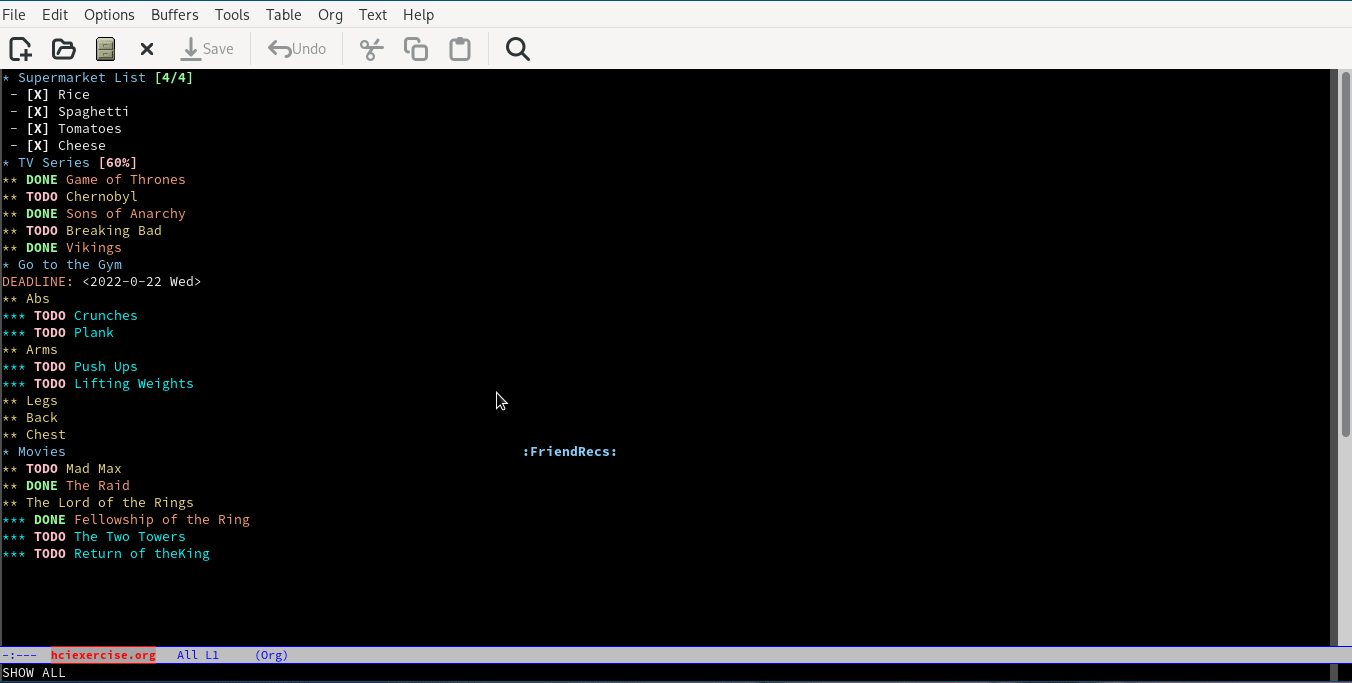 File Edit Options Buffers Tools Table Org Text Help
Save Undo
* Supermarket List [4/4]
- [X] Rice
- [X] Spaghetti
- [X] Tomatoes
- [X] Cheese
* TV Series [60%]
** DONE Game of Thrones
** TODO Chernobyl
** DONE Sons of Anarchy
** TODO Breaking Bad
** DONE Vikings
* Go to the Gym
DEADLINE: <2022-0-22 Wed>
** Abs
*** TODO Crunches
*** TODO Plank
** Arms
*** TODO Push Ups
*** TODO Lifting Weights
** Legs
** Back
** Chest
* Movies :FriendRecs:
** TODO Mad Max
** DONE The Raid
** The Lord of the Rings
*** DONE Fellowship of the Ring
*** TODO The Two Towers
*** TODO Return of theKing
-:--- hciexercise.org All L1 (Org)
SHOW ALL